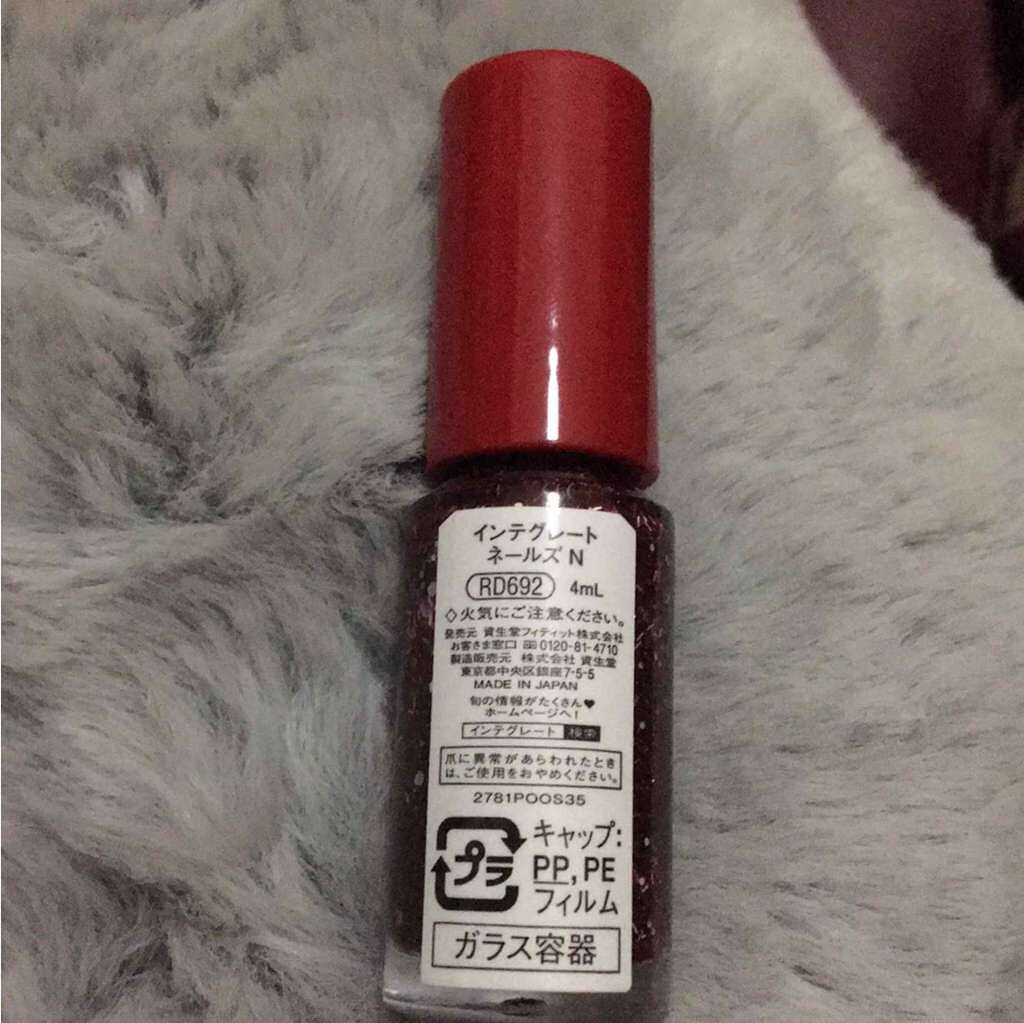 インテグレート
ネールズ N
RD692 4mL
◇火気にご注意ください。
発売元 資生堂フィティット株式会社
お客さま窓口 0120-81-4710
製造販売元 株式会社 資生堂
東京都中央区銀座7-5-5
MADE IN JAPAN
旬の情報がたくさん♥
ホームページへ!
インテグレート 検索
爪に異常があらわれたとき
は、ご使用をおやめください。
2781POOS35
プラ
キャップ:
PP, PE
フィルム
ガラス容器